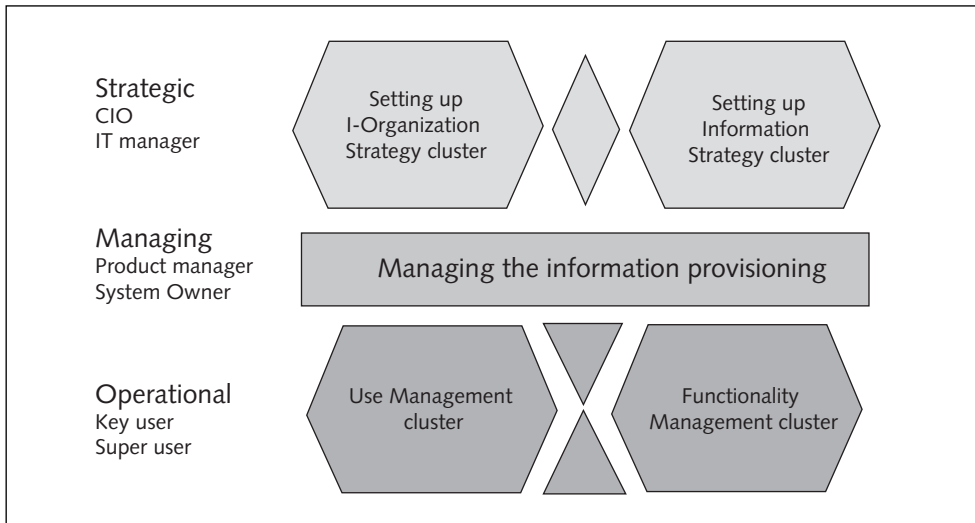 Strategic
CIO
IT manager
Setting up
I-Organization
Strategy cluster
Setting up
Information
Strategy cluster
Managing
Product manager
System Owner
Managing the information provisioning
Operational
Key user
Super user
Use Management
cluster
Functionality
Management cluster